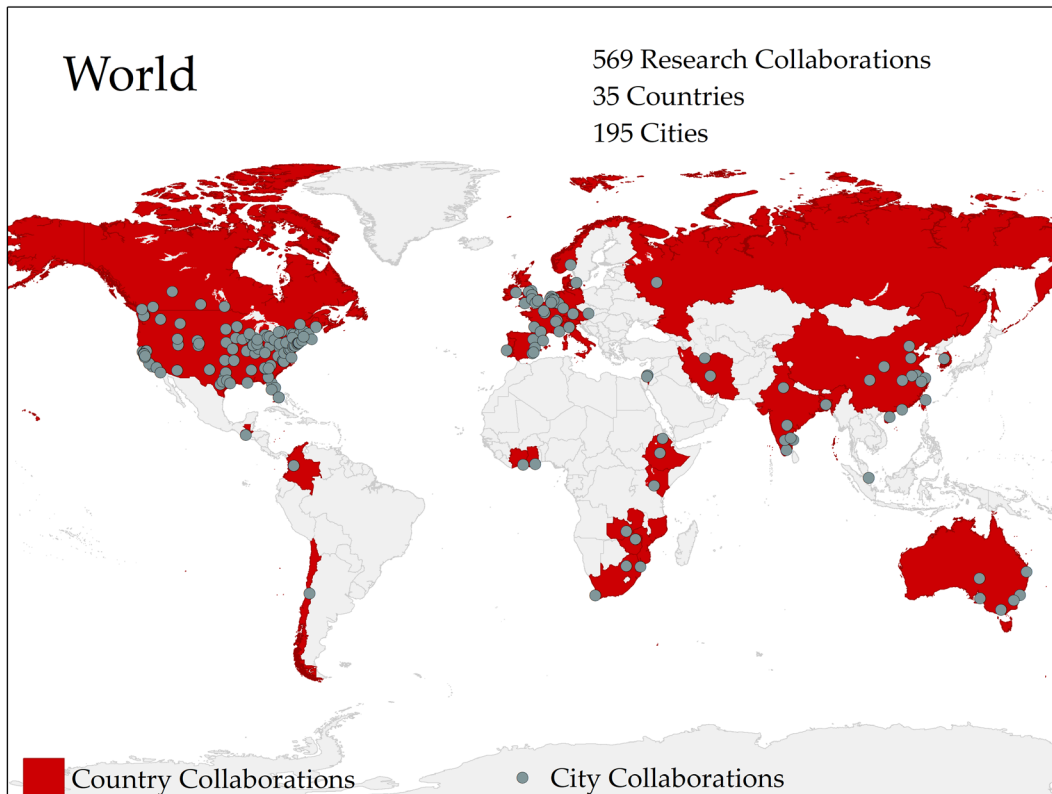 World
569 Research Collaborations
35 Countries
195 Cities
Country Collaborations
City Collaborations